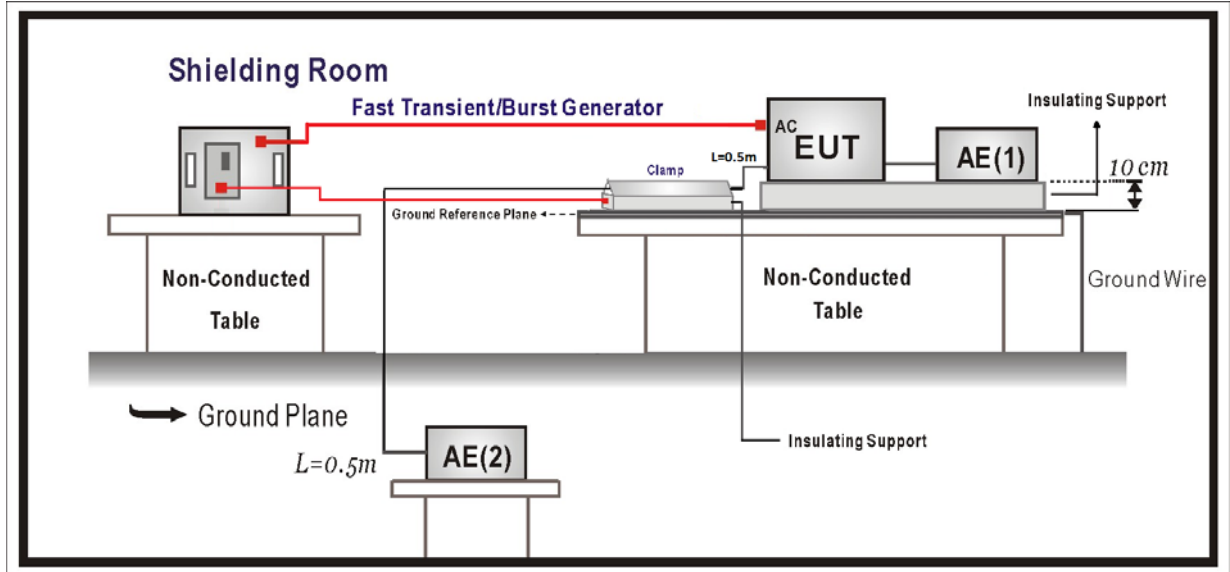 Shielding Room
Fast Transient/Burst Generator
Insulating Support
AC
EUT
AE(1)
L=0.5m
Clamp
10 cm
Ground Reference Plane
Non-Conducted
Table
Non-Conducted
Table
Ground Wire
Ground Plane
Insulating Support
L=0.5m
AE(2)